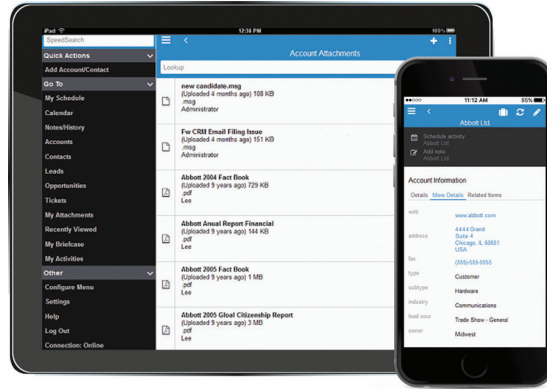 iPad
12:38 PM
100%
SpeedSearch
Quick Actions
Add Account/Contact
Go To
My Schedule
Calendar
Notes/History
Accounts
Contacts
Leads
Opportunities
Tickets
My Attachments
Recently Viewed
My Briefcase
My Activities
Other
Configure Menu
Settings
Help
Log Out
Connection: Online
Account Attachments
Lookup
new candidate.msg
(Uploaded 4 months ago) 108 KB
.msg
Administrator
Fw CRM Email Filing Issue
(Uploaded 4 months ago) 151 KB
.msg
Administrator
Abbott 2004 Fact Book
(Uploaded 9 years ago) 729 KB
.pdf
Lee
Abbott Anual Report Financial
(Uploaded 9 years ago) 144 KB
.pdf
Lee
Abbott 2005 Fact Book
(Uploaded 9 years ago) 1 MB
.pdf
Lee
Abbott 2005 Gloal Citizenship Report
(Uploaded 9 years ago) 3 MB
.pdf
Lee
11:12 AM
85%
Abbott Ltd.
Schedule activity
Abbott Ltd.
Add note
Abbott Ltd.
Account Information
Details More Details Related Items
web www.abbott.com
address 4444 Grand
Suite 4
Chicago, IL 60651
USA
fax (555)-555-5555
type Customer
subtype Hardware
industry Communications
lead sour Trade Show - General
owner Midwest